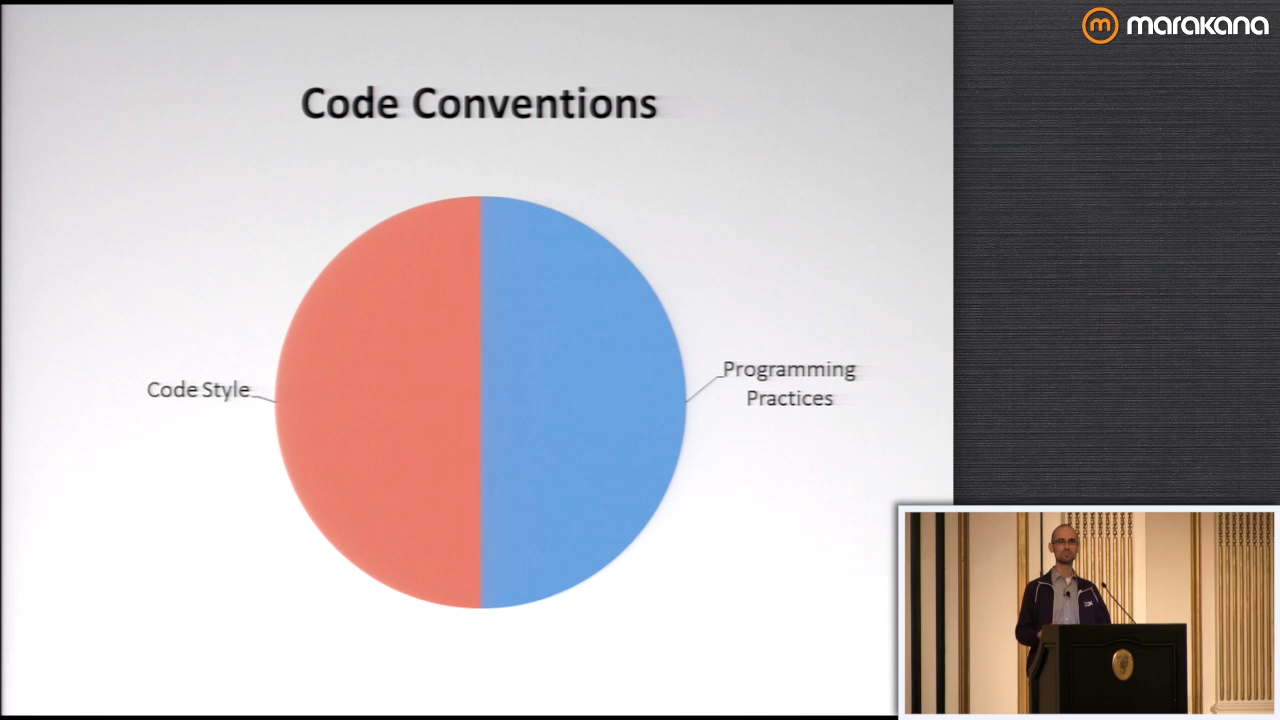 marakana
Code Conventions
Code Style
Programming
Practices